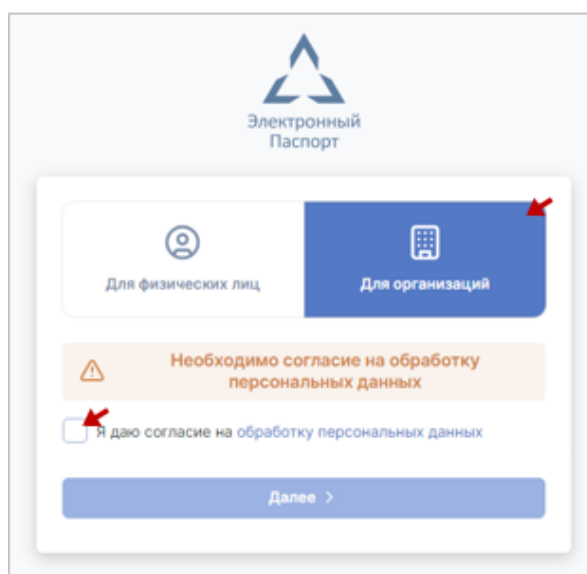 Электронный
Паспорт
Для физических лиц
Для организаций
Необходимо согласие на обработку
персональных данных
Я даю согласие на обработку персональных данных
Далее >